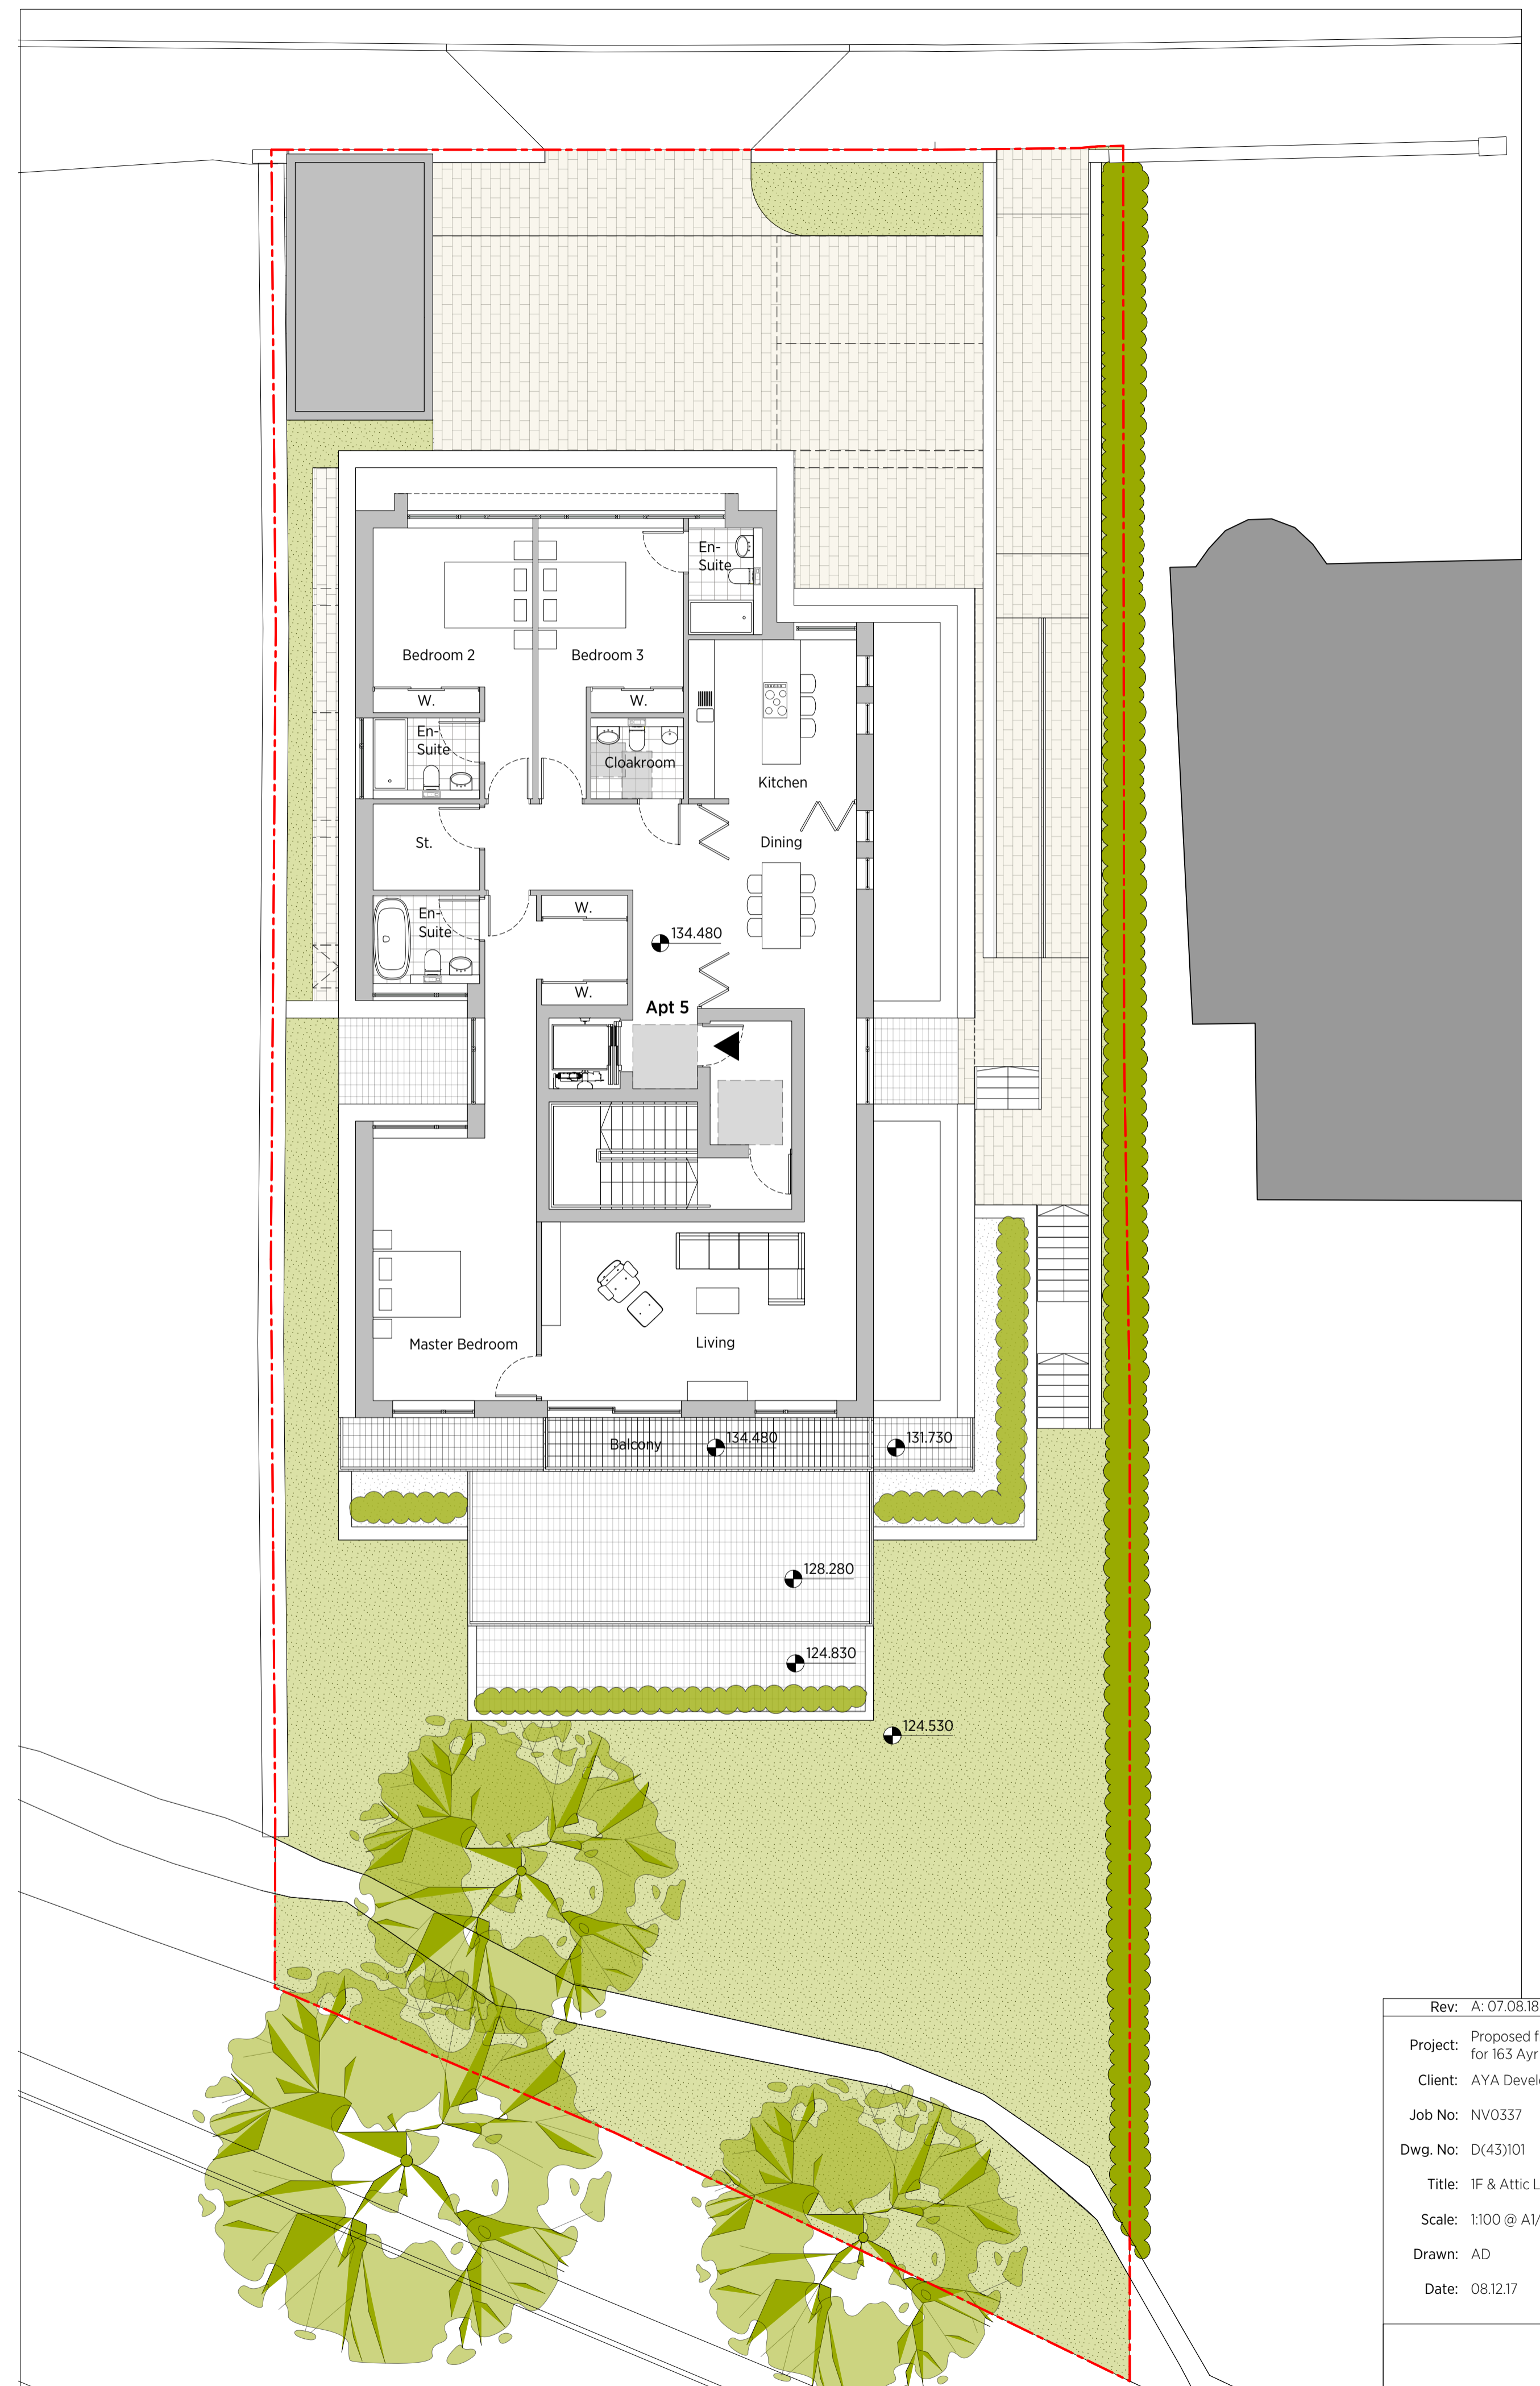 En-
Suite
Bedroom 2
Bedroom 3
W.
W.
En-
Suite
Cloakroom
Kitchen
St.
Dining
W.
En-
Suite
134.480
W.
Apt 5
Master Bedroom
Living
Balcony
134.480
131.730
128.280
124.830
124.530
Rev: A: 07.08.18
Project: Proposed f
for 163 Ayr
Client: AYA Devel
Job No: NV0337
Dwg. No: D(43)101
Title: 1F & Attic L
Scale: 1:100 @ A1/
Drawn: AD
Date: 08.12.17